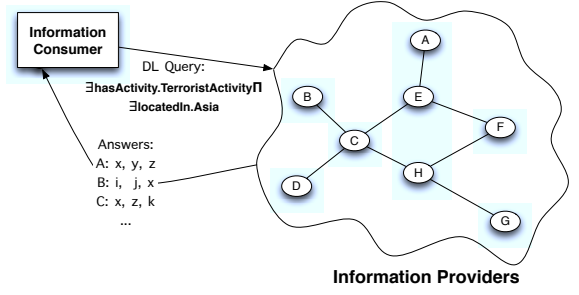 Information
Consumer
DL Query:
∃hasActivity.TerroristActivity⊓
∃locatedIn.Asia
Answers:
A: x, y, z
B: i, j, x
C: x, z, k
...
A
B
E
F
C
D
H
G
Information Providers